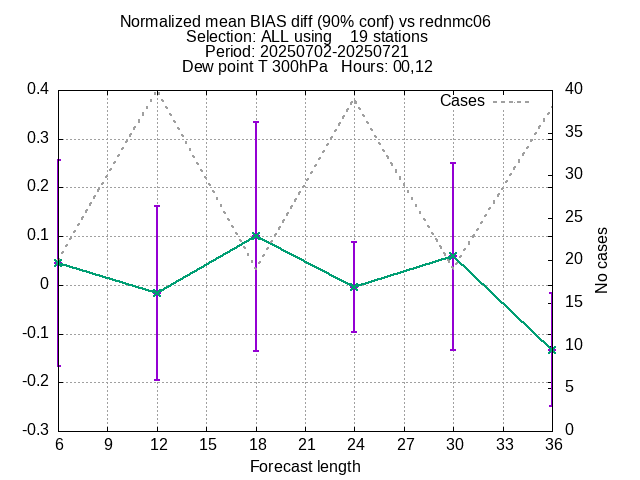 Normalized mean BIAS diff (90% conf) vs rednmc06
Selection: ALL using    19 stations
Period: 20250702-20250721
Dew point T 300hPa   Hours: 00,12
Cases
0.4
0.3
0.2
0.1
0
-0.1
-0.2
-0.3
40
35
30
25
20
15
10
5
0
No cases
6 9 12 15 18 21 24 27 30 33 36
Forecast length